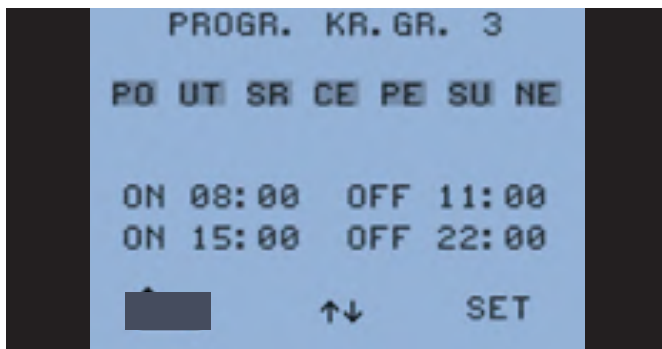 PROGR. KR.GR. 3
PO UT SR CE PE SU NE
ON 08:00 OFF 11:00
ON 15:00 OFF 22:00
↑↓ SET